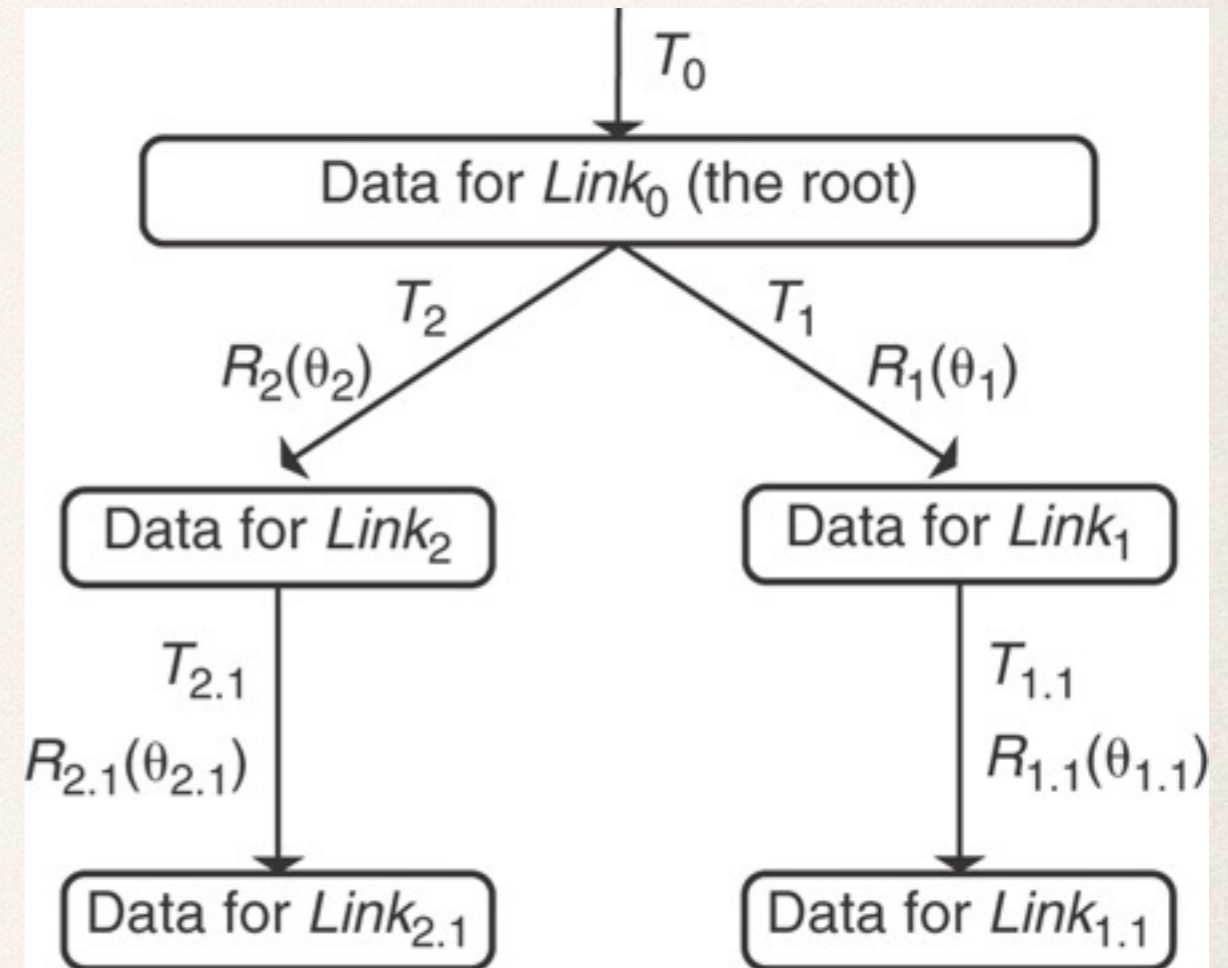 T₀
Data for Link₀ (the root)
T₂
T₁
R₂(θ₂)
R₁(θ₁)
Data for Link₂
Data for Link₁
T₂.₁
T₁.₁
R₂.₁(θ₂.₁)
R₁.₁(θ₁.₁)
Data for Link₂.₁
Data for Link₁.₁